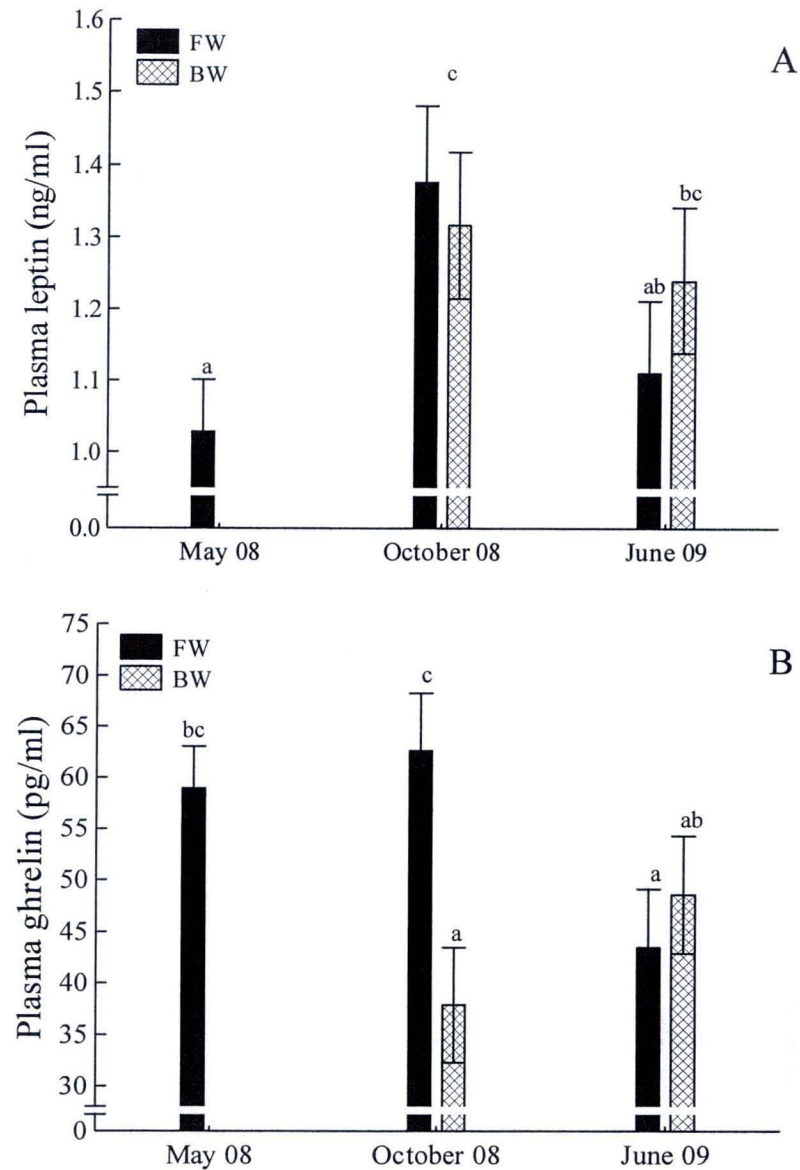 A
FW
BW
Plasma leptin (ng/ml)
1.6
1.5
1.4
1.3
1.2
1.1
1.0
0.0
a
c
ab
bc
May 08
October 08
June 09
B
FW
BW
Plasma ghrelin (pg/ml)
75
70
65
60
55
50
45
40
35
30
0
bc
c
a
a
ab
May 08
October 08
June 09